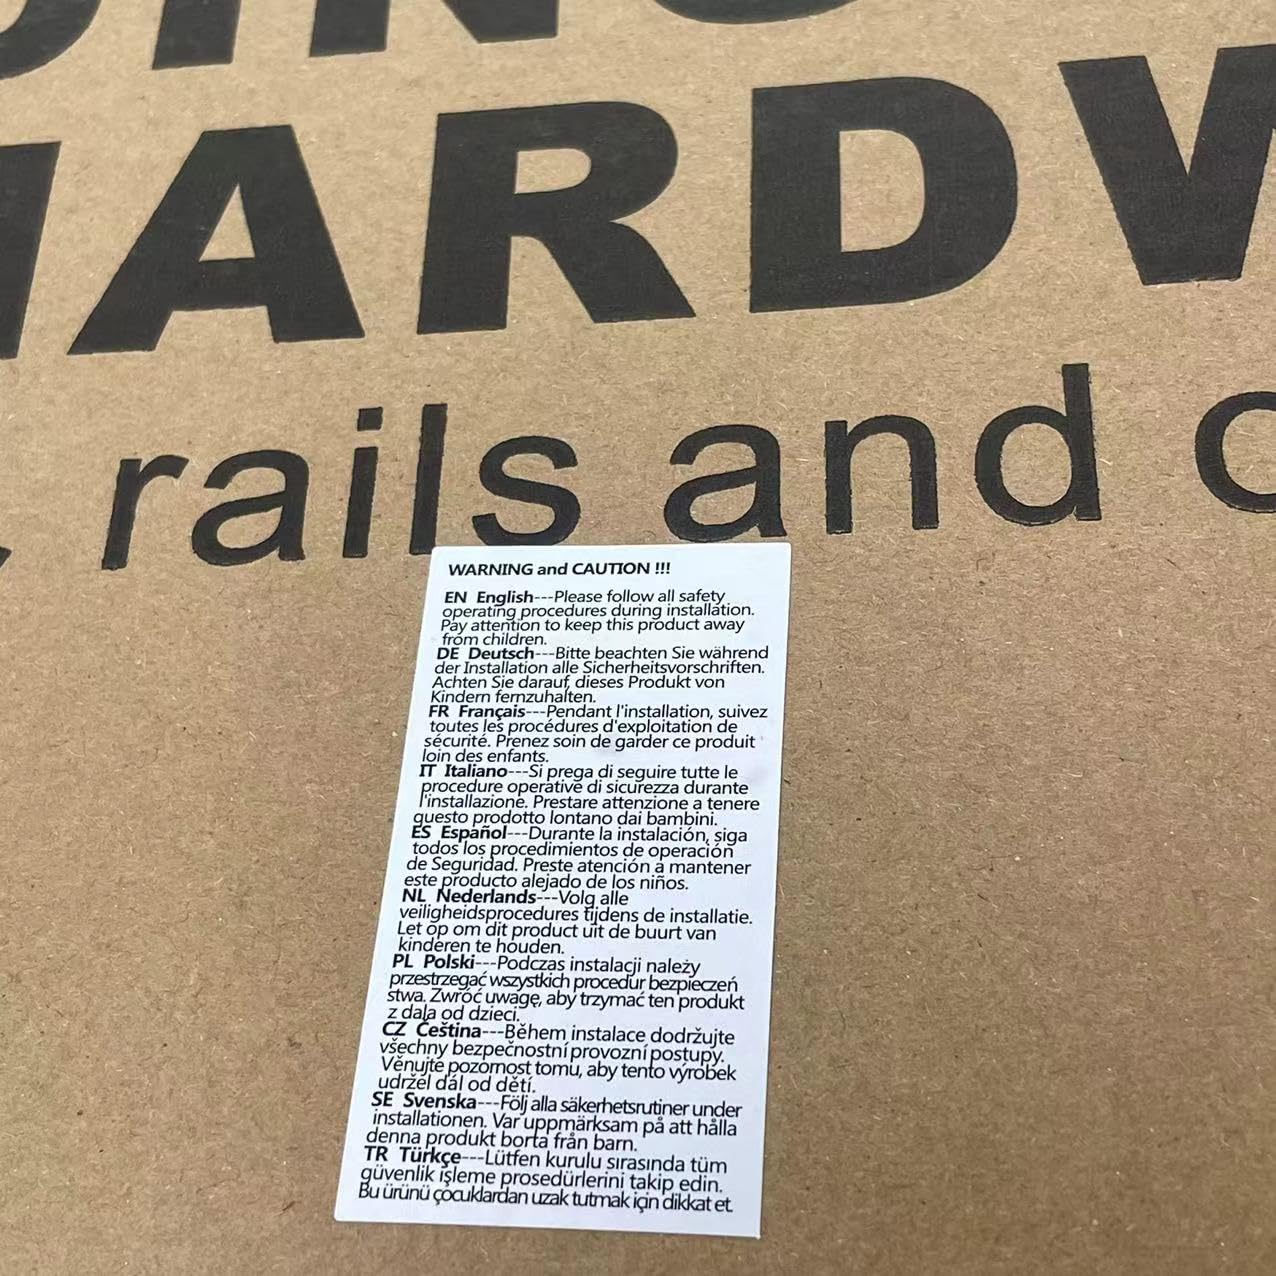 HARDW
rails and
WARNING and CAUTION !!!
EN English---Please follow all safety
operating procedures during installation.
Pay attention to keep this product away
from children.
DE Deutsch---Bitte beachten Sie während
der Installation alle Sicherheitsvorschriften.
Achten Sie darauf, dieses Produkt von
Kindern fernzuhalten.
FR Français---Pendant l'installation, suivez
toutes les procédures d'exploitation de
sécurité. Prenez soin de garder ce produit
loin des enfants.
IT Italiano---Si prega di seguire tutte le
procedure operative di sicurezza durante
l'installazione. Prestare attenzione a tenere
questo prodotto lontano dai bambini.
ES Español---Durante la instalación, siga
todos los procedimientos de operación
de Seguridad. Preste atención a mantener
este producto alejado de los niños.
NL Nederlands---Volg alle
veiligheidsprocedures tijdens de installatie.
Let op om dit product uit de buurt van
kinderen te houden.
PL Polski---Podczas instalacji należy
przestrzegać wszystkich procedur bezpieczeń
stwa. Zwróć uwagę, aby trzymać ten produkt
z dala od dzieci.
CZ Čeština---Během instalace dodržujte
všechny bezpečnostní provozní postupy.
Věnujte pozornost tomu, aby tento výrobek
udržel dál od dětí.
SE Svenska---Följ alla säkerhetsrutiner under
installationen. Var uppmärksam på att hålla
denna produkt borta från barn.
TR Türkçe---Lütfen kurulu sırasında tüm
güvenlik işleme prosedürlerini takip edin.
Bu ürünü çocuklardan uzak tutmak için dikkat et.